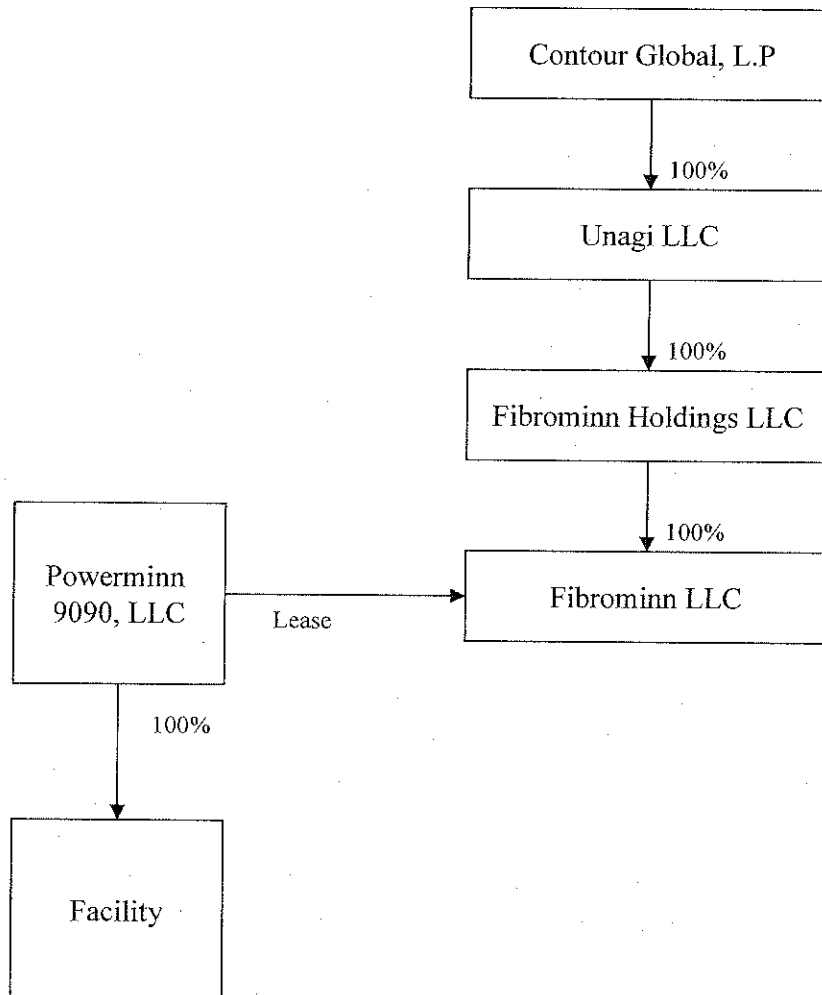 Contour Global, L.P
100%
Unagi LLC
100%
Fibrominn Holdings LLC
100%
Powerminn
9090, LLC
Lease
Fibrominn LLC
100%
Facility